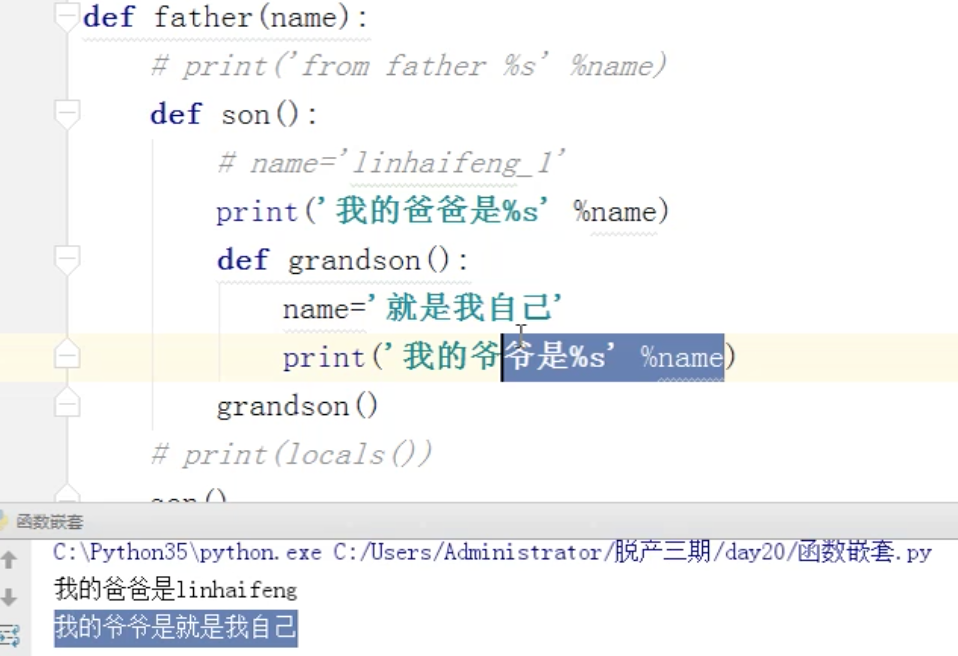 def father(name):
    # print('from father %s' %name)
    def son():
        # name='linhaifeng_1'
        print('我的爸爸是%s' %name)
        def grandson():
            name='就是我自己'
            print('我的爷爷是%s' %name)
        grandson()
    # print(locals())
    son()
函数嵌套
C:\Python35\python.exe C:/Users/Administrator/脱产三期/day20/函数嵌套.py
我的爸爸是linhaifeng
我的爷爷是就是我自己